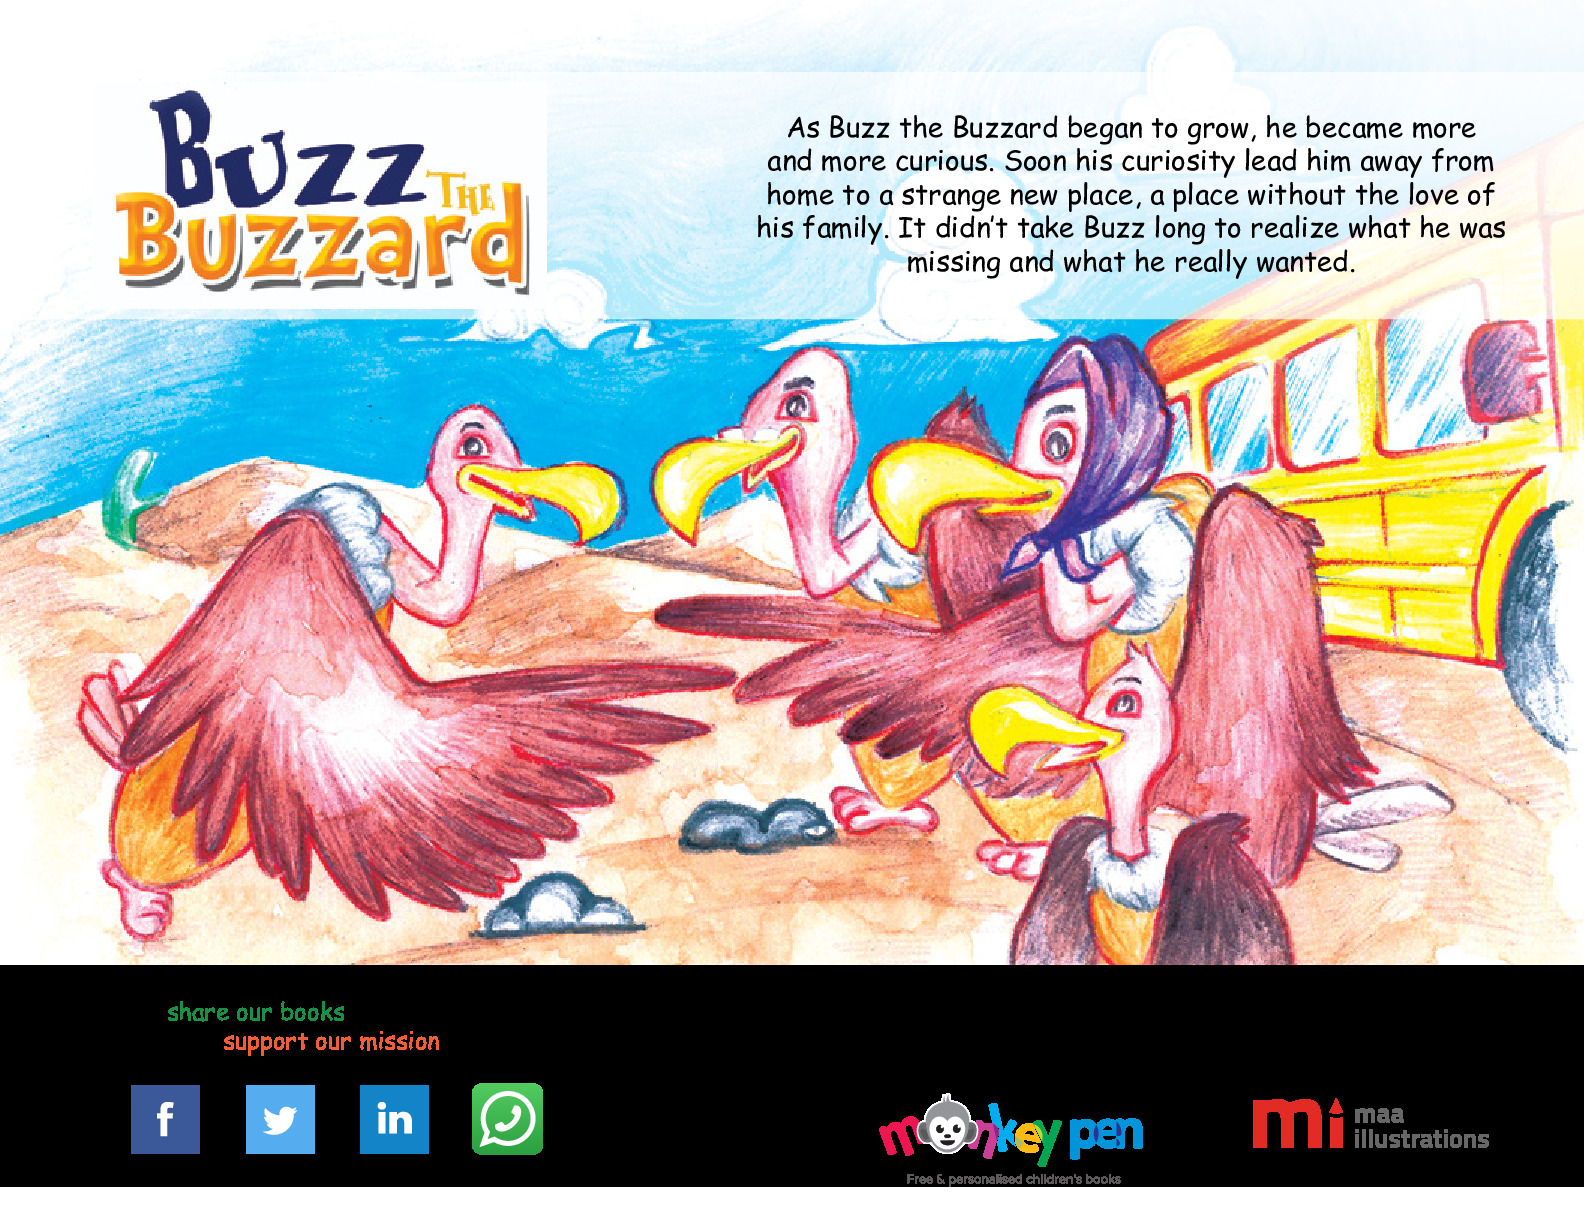 Buzz THE
Buzzard
As Buzz the Buzzard began to grow, he became more
and more curious. Soon his curiosity lead him away from
home to a strange new place, a place without the love of
his family. It didn't take Buzz long to realize what he was
missing and what he really wanted.
share our books
support our mission
f
in
monkey pen
Free & personalised children's books
mi maa
illustrations